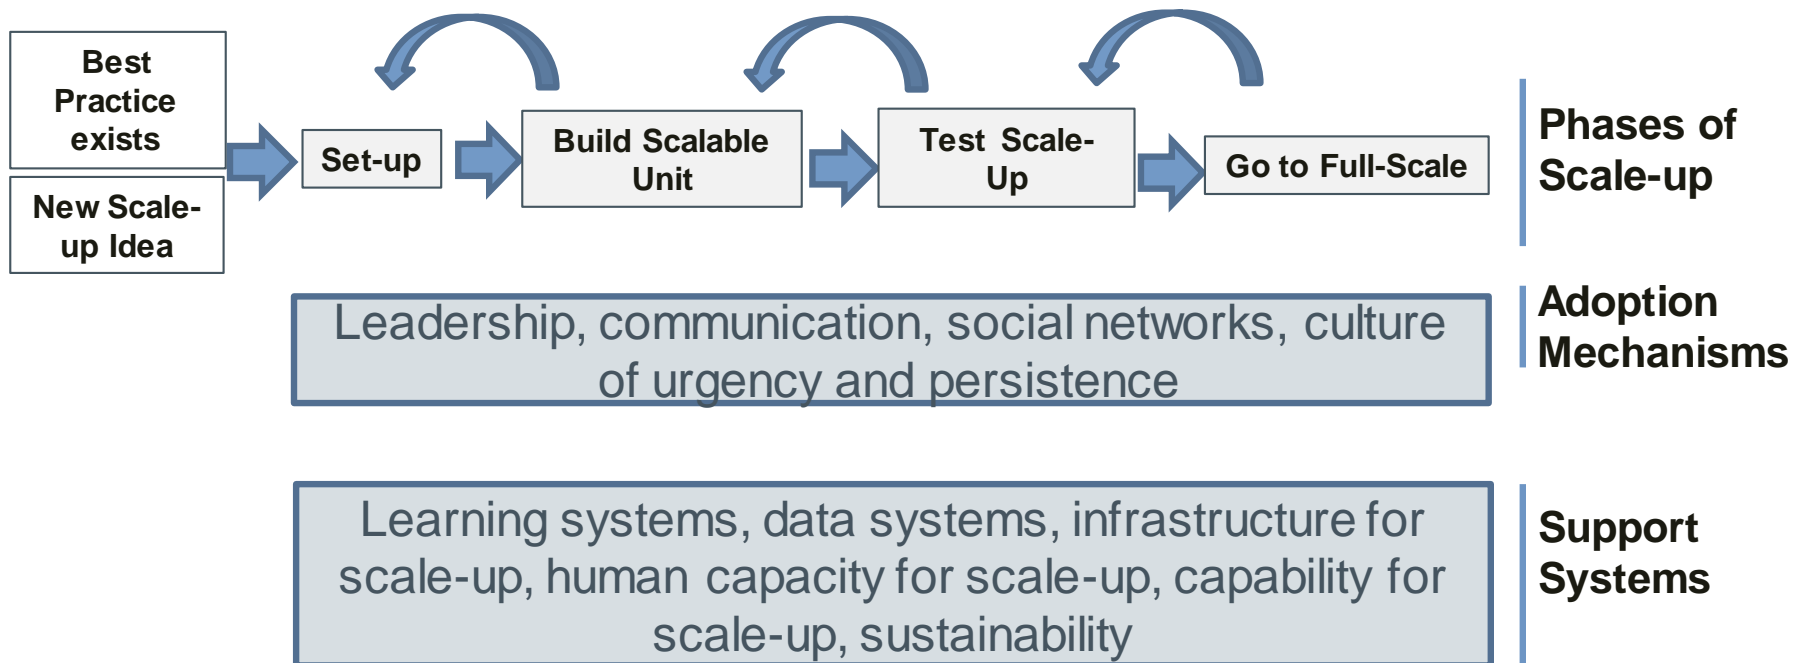 Best
Practice
exists
New Scale-
up Idea
Set-up
Build Scalable
Unit
Test Scale-
Up
Go to Full-Scale
Phases of
Scale-up
Leadership, communication, social networks, culture
of urgency and persistence
Adoption
Mechanisms
Learning systems, data systems, infrastructure for
scale-up, human capacity for scale-up, capability for
scale-up, sustainability
Support
Systems